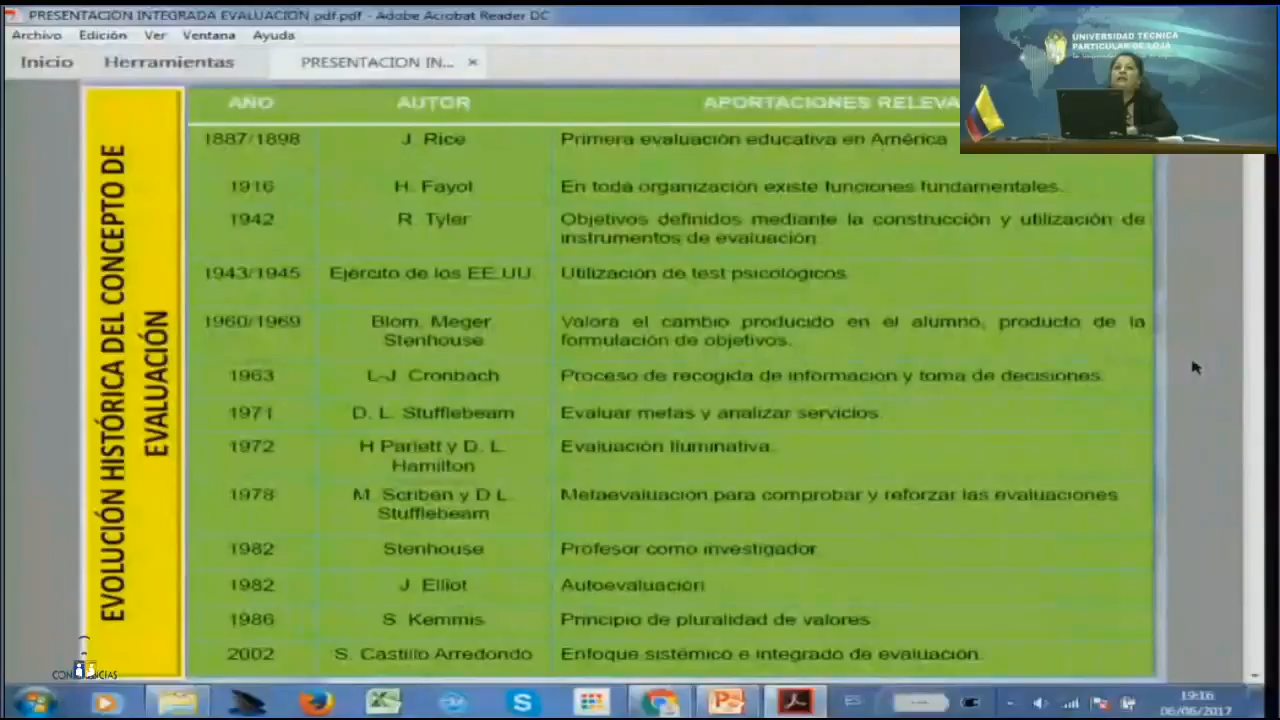 PRESENTACIÓN INTEGRADA EVALUACIÓN pdf.pdf - Adobe Acrobat Reader DC
Archivo Edición Ver Ventana Ayuda
Inicio Herramientas PRESENTACION IN... ×
UNIVERSIDAD TÉCNICA
PARTICULAR DE LOJA
EVOLUCIÓN HISTÓRICA DEL CONCEPTO DE
EVALUACIÓN
AÑO AUTOR APORTACIONES RELEVA
1887/1898 J. Rice Primera evaluación educativa en América
1916 H. Fayol En toda organización existe funciones fundamentales.
1942 R. Tyler Objetivos definidos mediante la construcción y utilización de
instrumentos de evaluación.
1943/1945 Ejército de los EE.UU. Utilización de test psicológicos.
1960/1969 Blom. Meger Valora el cambio producido en el alumno, producto de la
Stenhouse formulación de objetivos.
1963 L-J. Cronbach Proceso de recogida de información y toma de decisiones.
1971 D. L. Stufflebeam Evaluar metas y analizar servicios.
1972 H Parlett y D. L. Evaluación Iluminativa.
Hamilton
1978 M. Scriben y D.L. Metaevaluación para comprobar y reforzar las evaluaciones.
Stufflebeam
1982 Stenhouse Profesor como investigador
1982 J. Elliot Autoevaluación
1986 S. Kemmis Principio de pluralidad de valores
2002 S. Castillo Arredondo Enfoque sistémico e integrado de evaluación.
ES 19:16
06/06/2017